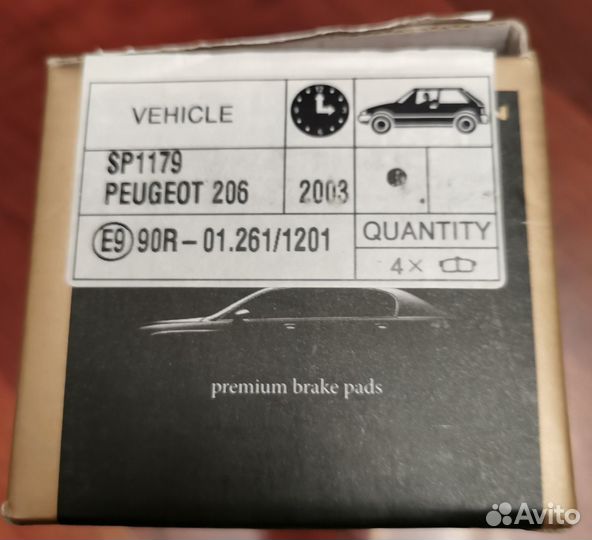 VEHICLE
SP1179
PEUGEOT 206 2003
E9 90R-01.261/1201
QUANTITY
4×
premium brake pads
Avito